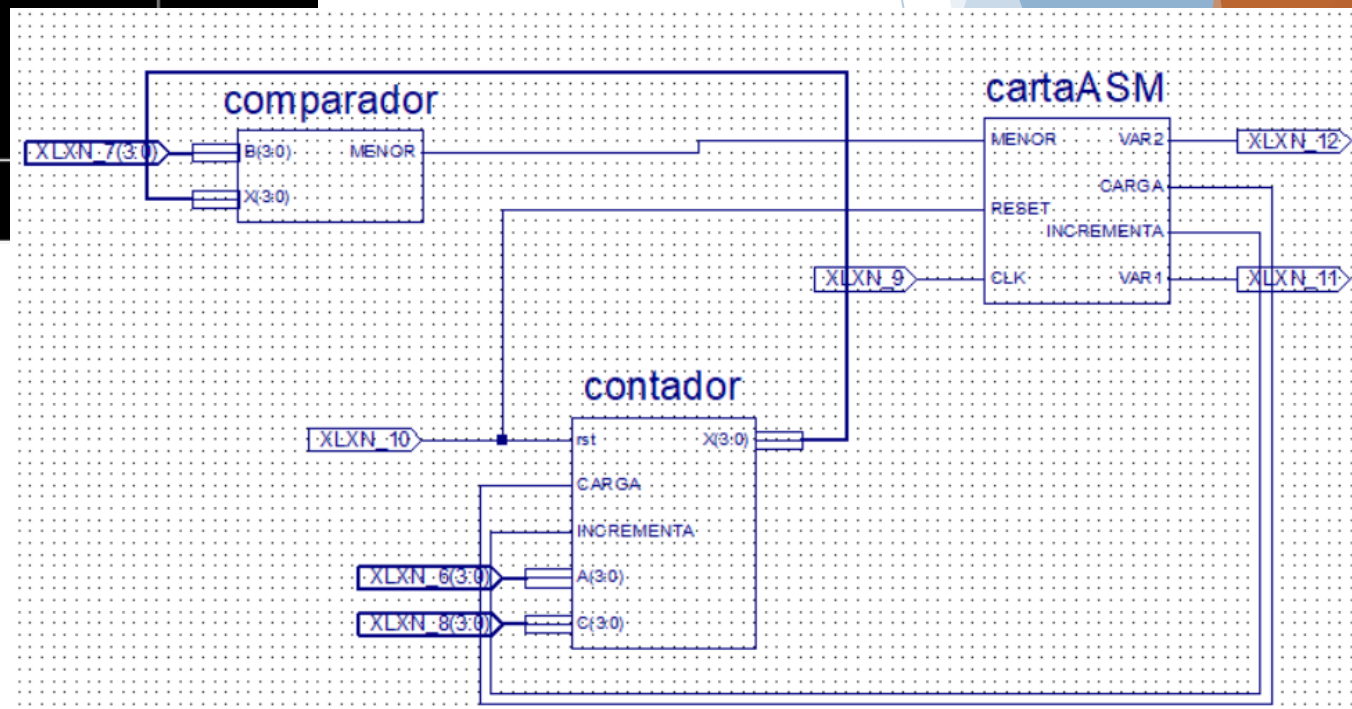 comparador
XLXN_7(3:0)
B(3:0)
MENOR
X(3:0)
cartaASM
MENOR
VAR2
XLXN_12
CARGA
RESET
INCREMENTA
XLXN_9
CLK
VAR1
XLXN_11
contador
XLXN_10
rst
X(3:0)
CARGA
INCREMENTA
XLXN_6(3:0)
A(3:0)
XLXN_8(3:0)
C(3:0)